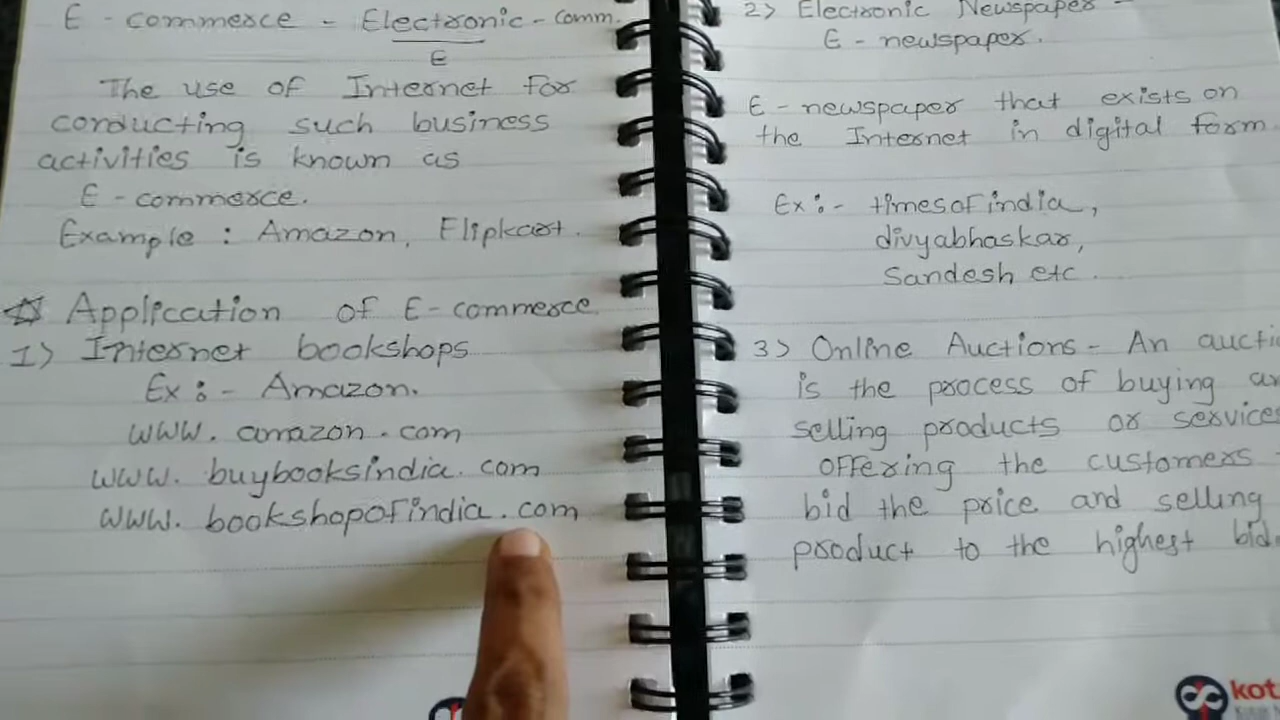 E - commerce - Electronic - comm.
E
The use of Internet for
conducting such business
activities is known as
E - commerce.
Example : Amazon, Flipkart.
☆ Application of E - commerce.
1) Internet bookshops
Ex :- Amazon.
www. amazon. com
www. buybooksindia. com
www. bookshopofindia. com
2) Electronic Newspaper -
E - newspaper.
E - newspaper that exists on
the Internet in digital form
Ex :- timesofindia,
divyabhaskar,
Sandesh etc.
3) Online Auctions - An
is the process of buying
selling products or
offering the customers
bid the price and selling
product to the highest bid
kot